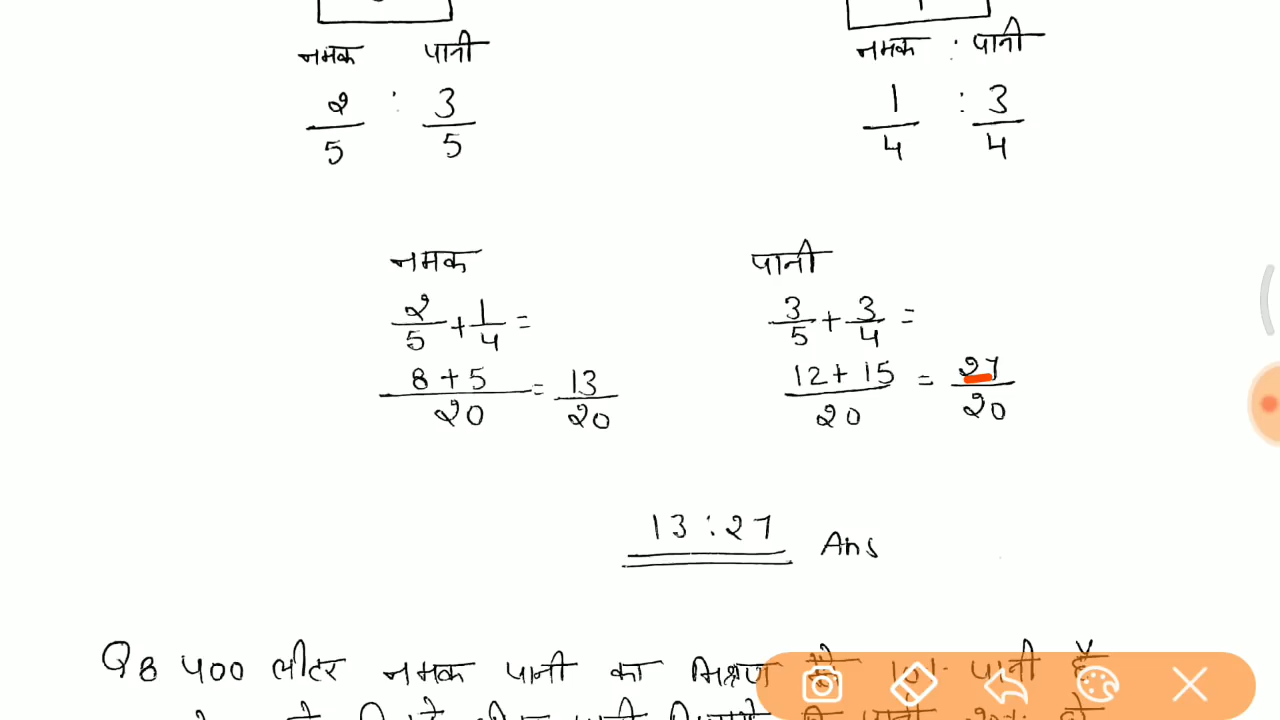 नमक पानी नमक : पानी
2/5 : 3/5 1/4 : 3/4
नमक पानी
2/5 + 1/4 = 3/5 + 3/4 =
8 + 5/20 = 13/20 12 + 15/20 = 27/20
13 : 27 Ans
Q8 400 लीटर नमक पानी का मिश्रण पानी है